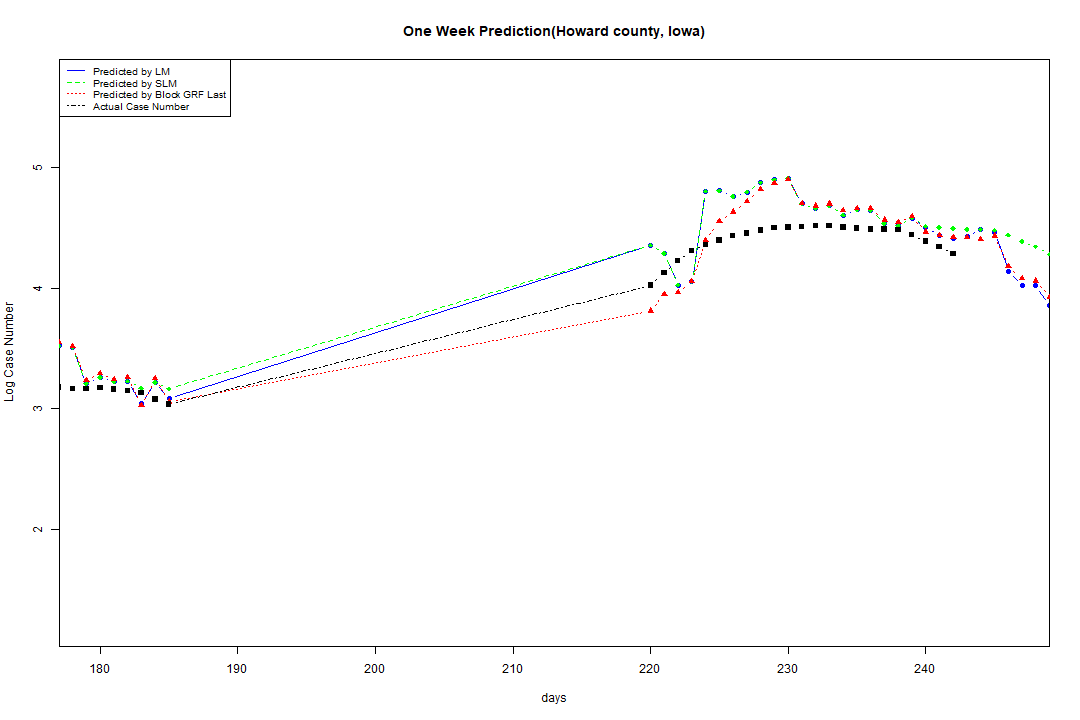 One Week Prediction(Howard county, Iowa)
Predicted by LM
Predicted by SLM
Predicted by Block GRF Last
Actual Case Number
5
4
3
2
Log Case Number
180 190 200 210 220 230 240
days